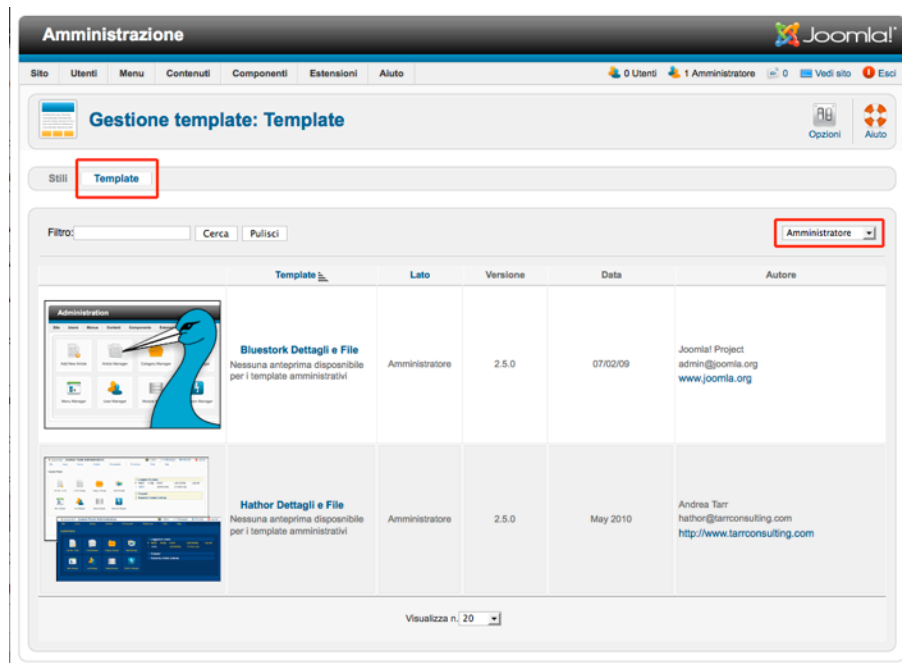 Amministrazione
Joomla!
Sito Utenti Menu Contenuti Componenti Estensioni Aiuto 0 Utenti 1 Amministratore 0 Vedi sito Esci
Gestione template: Template
Opzioni Aiuto
Stili Template
Filtro: Cerca Pulisci Amministratore
Template Lato Versione Data Autore
Administration
Bluestork Dettagli e File
Nessuna anteprima disposnibile
per i template amministrativi
Amministratore 2.5.0 07/02/09
Joomla! Project
admin@joomla.org
www.joomla.org
Hathor Dettagli e File
Nessuna anteprima disposnibile
per i template amministrativi
Amministratore 2.5.0 May 2010
Andrea Tarr
hathor@tarrconsulting.com
http://www.tarrconsulting.com
Visualizza n. 20